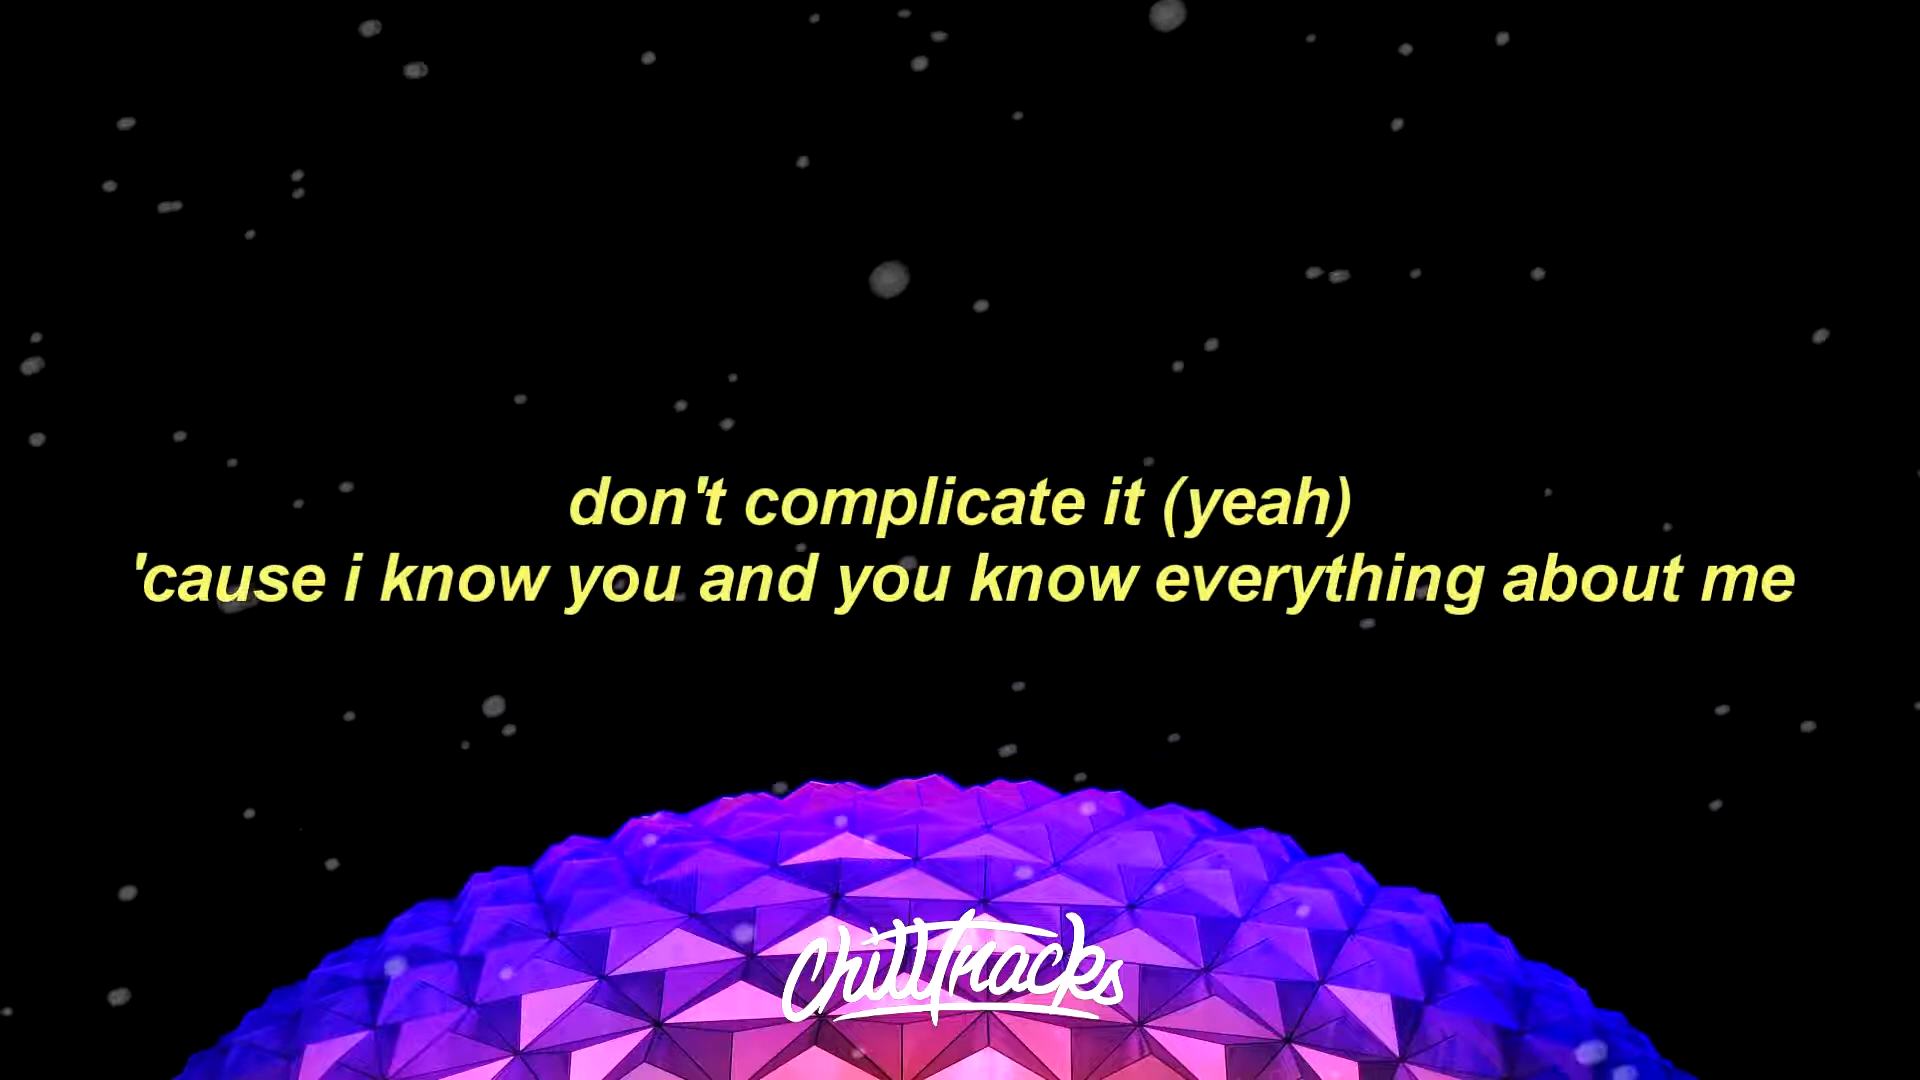 don't complicate it (yeah)
'cause i know you and you know everything about me
ChillTracks